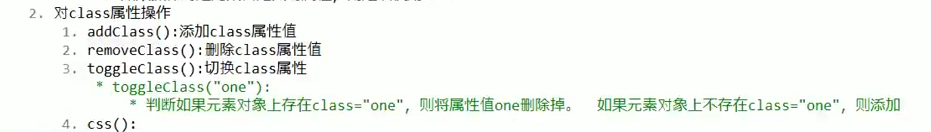 2. 对class属性操作
1. addClass():添加class属性值
2. removeClass():删除class属性值
3. toggleClass():切换class属性
* toggleClass("one"):
* 判断如果元素对象上存在class="one"，则将属性值one删除掉。 如果元素对象上不存在class="one"，则添加
4. css():